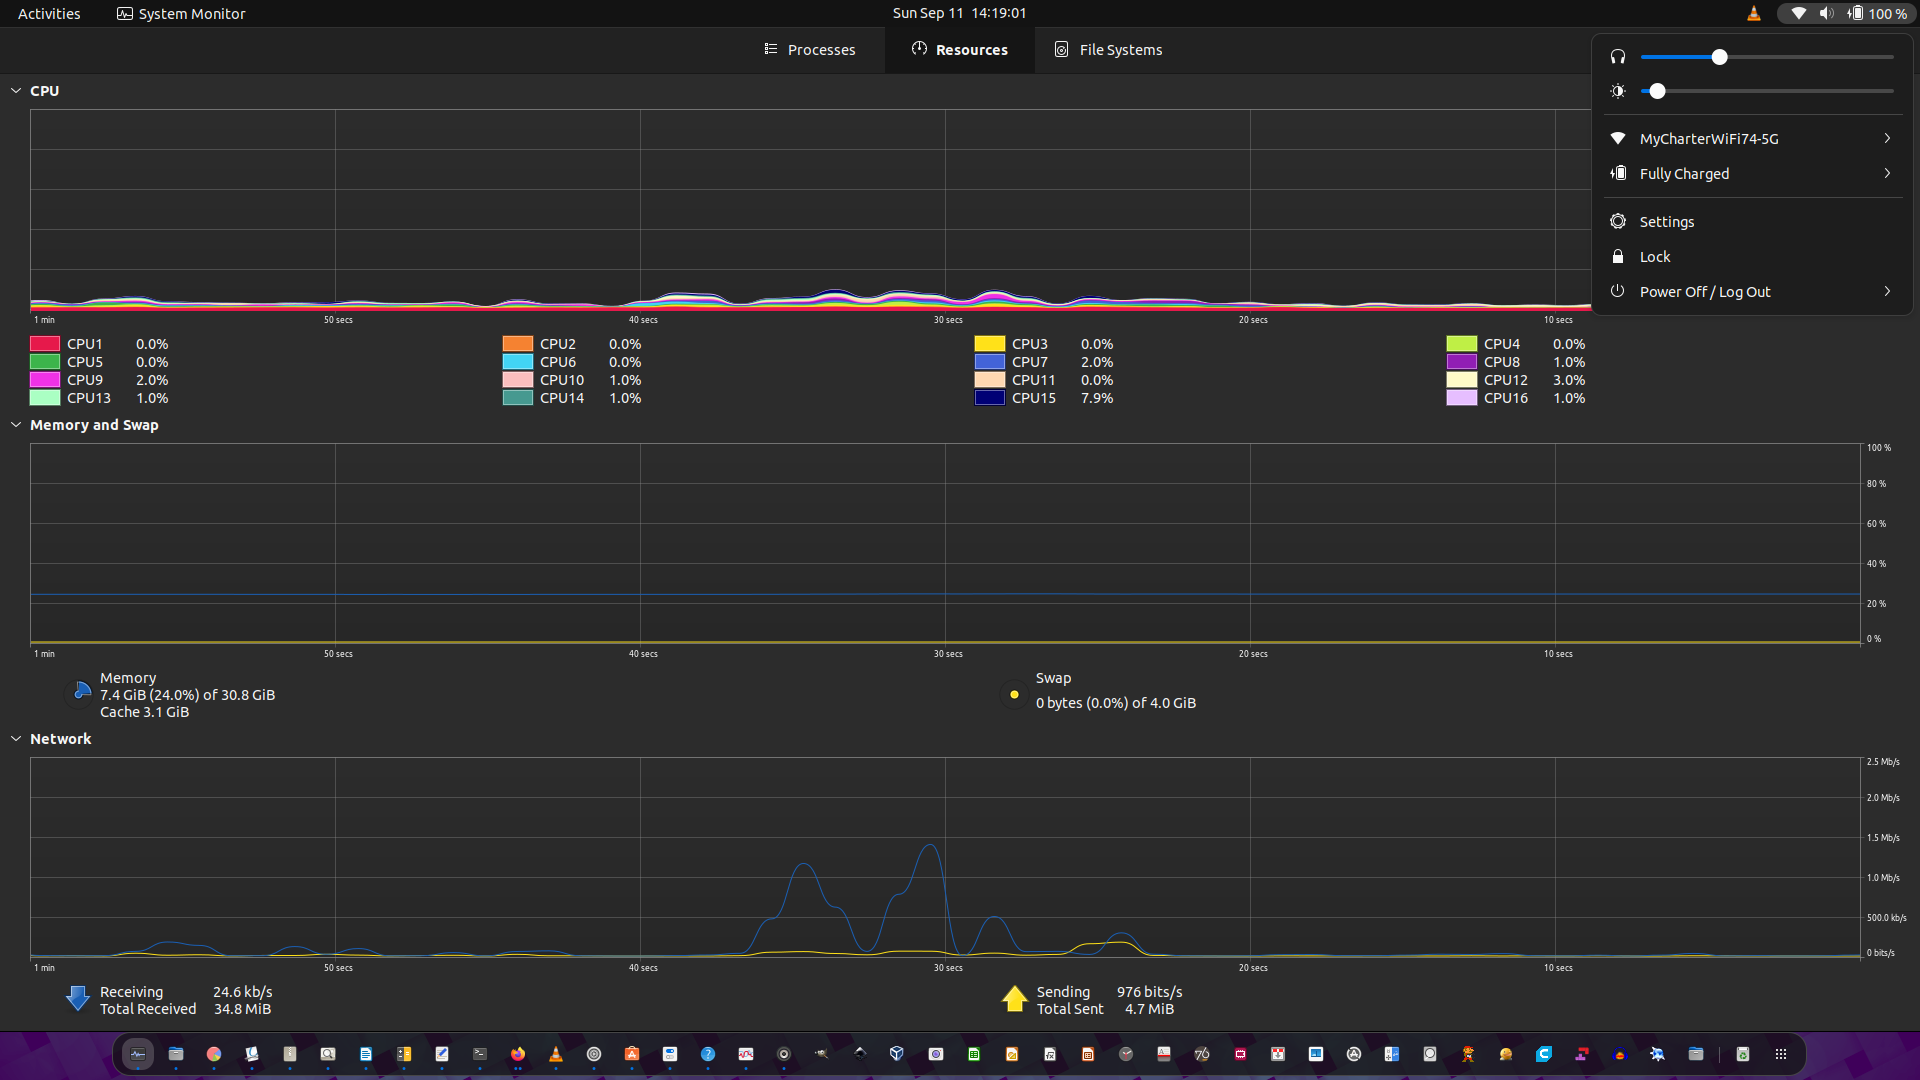 Activities System Monitor Sun Sep 11 14:19:01 100 %
Processes Resources File Systems
CPU
MyCharterWiFi74-5G
Fully Charged
Settings
Lock
Power Off / Log Out
1 min 50 secs 40 secs 30 secs 20 secs 10 secs
CPU1 0.0% CPU2 0.0% CPU3 0.0% CPU4 0.0%
CPU5 0.0% CPU6 0.0% CPU7 2.0% CPU8 1.0%
CPU9 2.0% CPU10 1.0% CPU11 0.0% CPU12 3.0%
CPU13 1.0% CPU14 1.0% CPU15 7.9% CPU16 1.0%
Memory and Swap
100 %
80 %
60 %
40 %
20 %
0 %
1 min 50 secs 40 secs 30 secs 20 secs 10 secs
Memory Swap
7.4 GiB (24.0%) of 30.8 GiB 0 bytes (0.0%) of 4.0 GiB
Cache 3.1 GiB
Network
2.5 Mb/s
2.0 Mb/s
1.5 Mb/s
1.0 Mb/s
500.0 kb/s
0 bits/s
1 min 50 secs 40 secs 30 secs 20 secs 10 secs
Receiving 24.6 kb/s Sending 976 bits/s
Total Received 34.8 MiB Total Sent 4.7 MiB
76